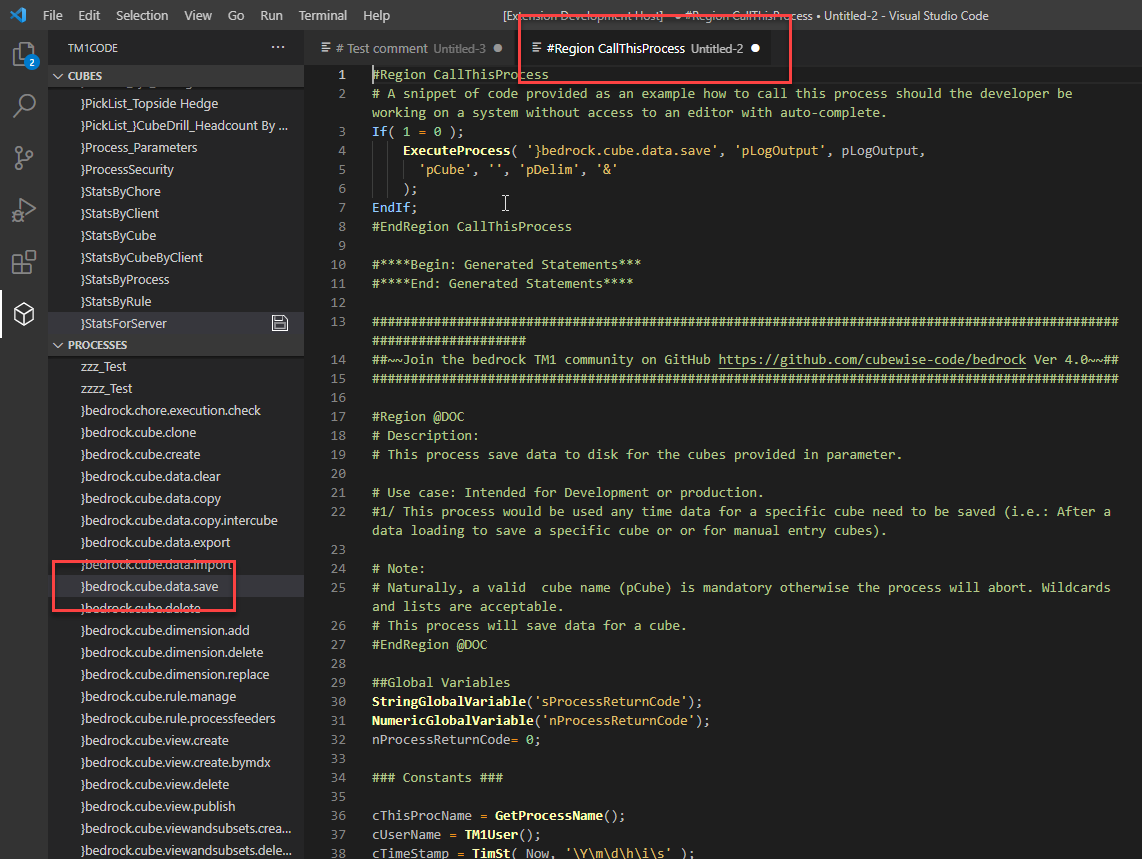 File Edit Selection View Go Run Terminal Help [Extension Development Host] • #Region CallThisProcess • Untitled-2 - Visual Studio Code
TM1CODE ···
2
# Test comment Untitled-3
#Region CallThisProcess Untitled-2
CUBES
}PickList_Topside Hedge
}PickList_}CubeDrill_Headcount By ...
}Process_Parameters
}ProcessSecurity
}StatsByChore
}StatsByClient
}StatsByCube
}StatsByCubeByClient
}StatsByProcess
}StatsByRule
}StatsForServer
PROCESSES
zzz_Test
zzzz_Test
}bedrock.chore.execution.check
}bedrock.cube.clone
}bedrock.cube.create
}bedrock.cube.data.clear
}bedrock.cube.data.copy
}bedrock.cube.data.copy.intercube
}bedrock.cube.data.export
}bedrock.cube.data.import
}bedrock.cube.data.save
}bedrock.cube.delete
}bedrock.cube.dimension.add
}bedrock.cube.dimension.delete
}bedrock.cube.dimension.replace
}bedrock.cube.rule.manage
}bedrock.cube.rule.processfeeders
}bedrock.cube.view.create
}bedrock.cube.view.create.bymdx
}bedrock.cube.view.delete
}bedrock.cube.view.publish
}bedrock.cube.viewandsubsets.crea...
}bedrock.cube.viewandsubsets.dele...
1 #Region CallThisProcess
2 # A snippet of code provided as an example how to call this process should the developer be
working on a system without access to an editor with auto-complete.
3 If( 1 = 0 );
4 ExecuteProcess( '}bedrock.cube.data.save', 'pLogOutput', pLogOutput,
5 'pCube', '', 'pDelim', '&'
6 );
7 EndIf;
8 #EndRegion CallThisProcess
9
10 #****Begin: Generated Statements***
11 #****End: Generated Statements****
12
13 #################################################################################################
####################
14 ##~~Join the bedrock TM1 community on GitHub https://github.com/cubewise-code/bedrock Ver 4.0~~##
15 #################################################################################################
16
17 #Region @DOC
18 # Description:
19 # This process save data to disk for the cubes provided in parameter.
20
21 # Use case: Intended for Development or production.
22 #1/ This process would be used any time data for a specific cube need to be saved (i.e.: After a
data loading to save a specific cube or or for manual entry cubes).
23
24 # Note:
25 # Naturally, a valid  cube name (pCube) is mandatory otherwise the process will abort. Wildcards
and lists are acceptable.
26 # This process will save data for a cube.
27 #EndRegion @DOC
28
29 ##Global Variables
30 StringGlobalVariable('sProcessReturnCode');
31 NumericGlobalVariable('nProcessReturnCode');
32 nProcessReturnCode= 0;
33
34 ### Constants ###
35
36 cThisProcName = GetProcessName();
37 cUserName = TM1User();
38 cTimeStamp = TimSt( Now, '\Y\m\d\h\i\s' );